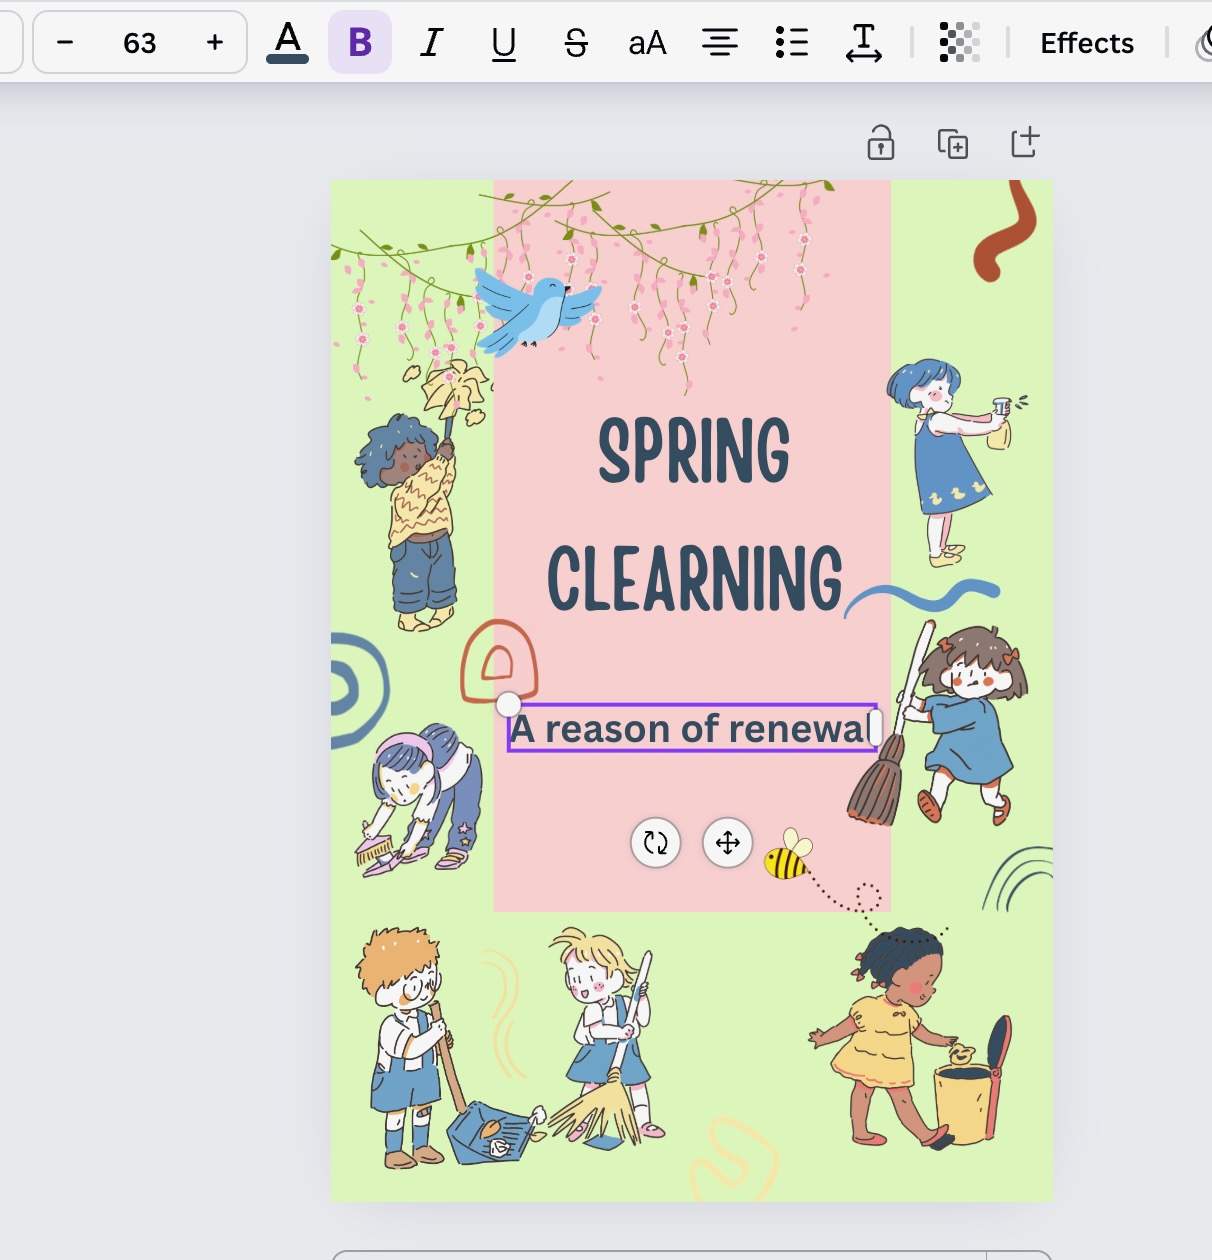 − 63 + A B I U S aA T Effects
SPRING
CLEARNING
A reason of renewal